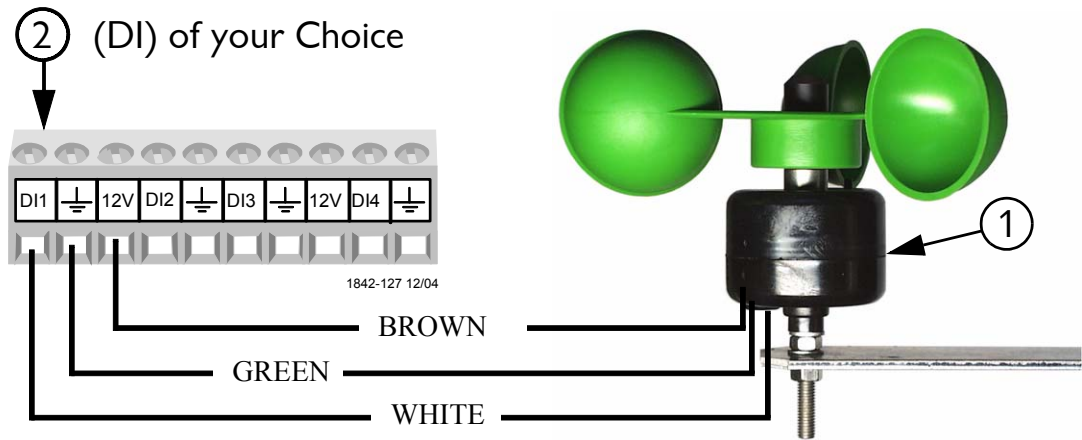 2 (DI) of your Choice
DI1 12V DI2 DI3 12V DI4
1
1842-127 12/04
BROWN
GREEN
WHITE